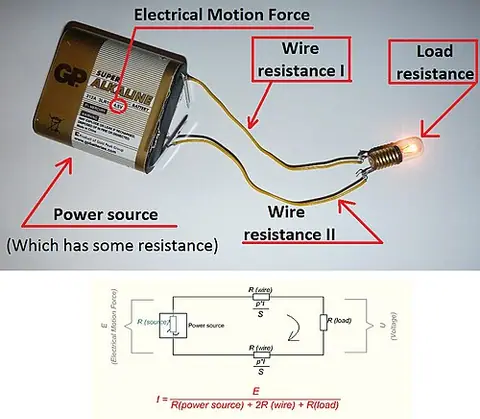 Electrical Motion Force
Wire
resistance I
Load
resistance
GP
SUPER
ALKALINE
BATTERY
4.5V
Power source
(Which has some resistance)
Wire
resistance II
R (wire)
p*l
S
E
(Electrical Motion Force)
R (source)
Power source
R (load)
U
(Voltage)
R (wire)
p*l
S
I = E
R(power source) + 2R (wire) + R(load)